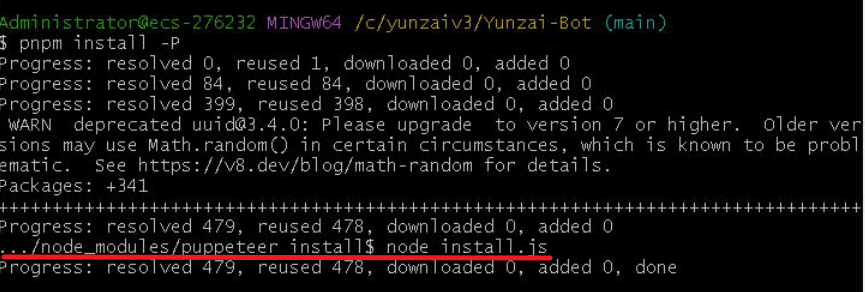 Administrator@ecs-276232 MINGW64 /c/yunzaiv3/Yunzai-Bot (main)
$ pnpm install -P
Progress: resolved 0, reused 1, downloaded 0, added 0
Progress: resolved 84, reused 84, downloaded 0, added 0
Progress: resolved 399, reused 398, downloaded 0, added 0
 WARN  deprecated uuid@3.4.0: Please upgrade  to version 7 or higher.  Older ver
sions may use Math.random() in certain circumstances, which is known to be probl
ematic.  See https://v8.dev/blog/math-random for details.
Packages: +341
++++++++++++++++++++++++++++++++++++++++++++++++++++++++++++++++++++++++++++++++
Progress: resolved 479, reused 478, downloaded 0, added 0
.../node_modules/puppeteer install$ node install.js
Progress: resolved 479, reused 478, downloaded 0, added 0, done